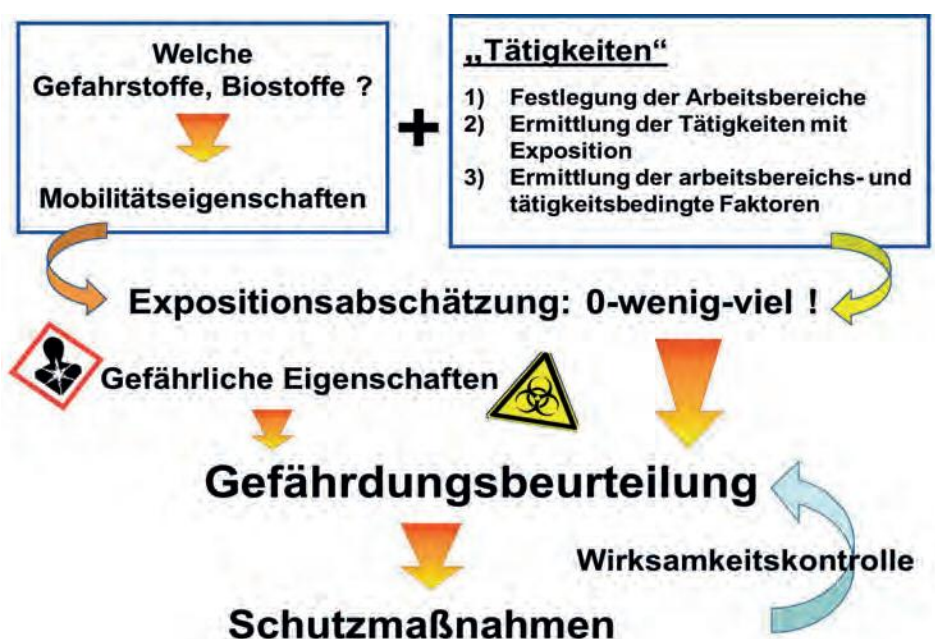 Welche
Gefahrstoffe, Biostoffe ?
Mobilitätseigenschaften
+
„Tätigkeiten“
1) Festlegung der Arbeitsbereiche
2) Ermittlung der Tätigkeiten mit
Exposition
3) Ermittlung der arbeitsbereichs- und
tätigkeitsbedingte Faktoren
Expositionsabschätzung: 0-wenig-viel !
Gefährliche Eigenschaften
Gefährdungsbeurteilung
Wirksamkeitskontrolle
Schutzmaßnahmen